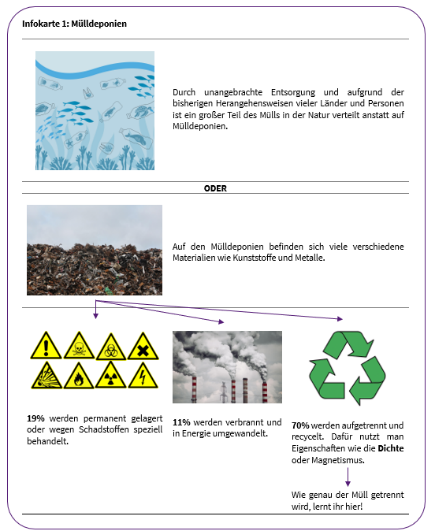 Infokarte 1: Mülldeponien
Durch unangebrachte Entsorgung und aufgrund der
bisherigen Herangehensweisen vieler Länder und Personen
ist ein großer Teil des Mülls in der Natur verteilt anstatt auf
Mülldeponien.
ODER
Auf den Mülldeponien befinden sich viele verschiedene
Materialien wie Kunststoffe und Metalle.
19% werden permanent gelagert
oder wegen Schadstoffen speziell
behandelt.
11% werden verbrannt und
in Energie umgewandelt.
70% werden aufgetrennt und
recycelt. Dafür nutzt man
Eigenschaften wie die Dichte
oder Magnetismus.
Wie genau der Müll getrennt
wird, lernt ihr hier!